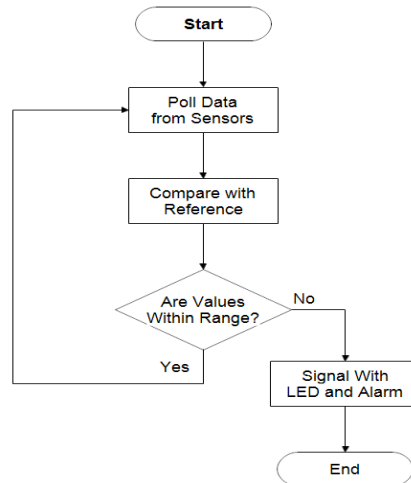 Start
Poll Data
from Sensors
Compare with
Reference
Are Values
Within Range?
No
Yes
Signal With
LED and Alarm
End